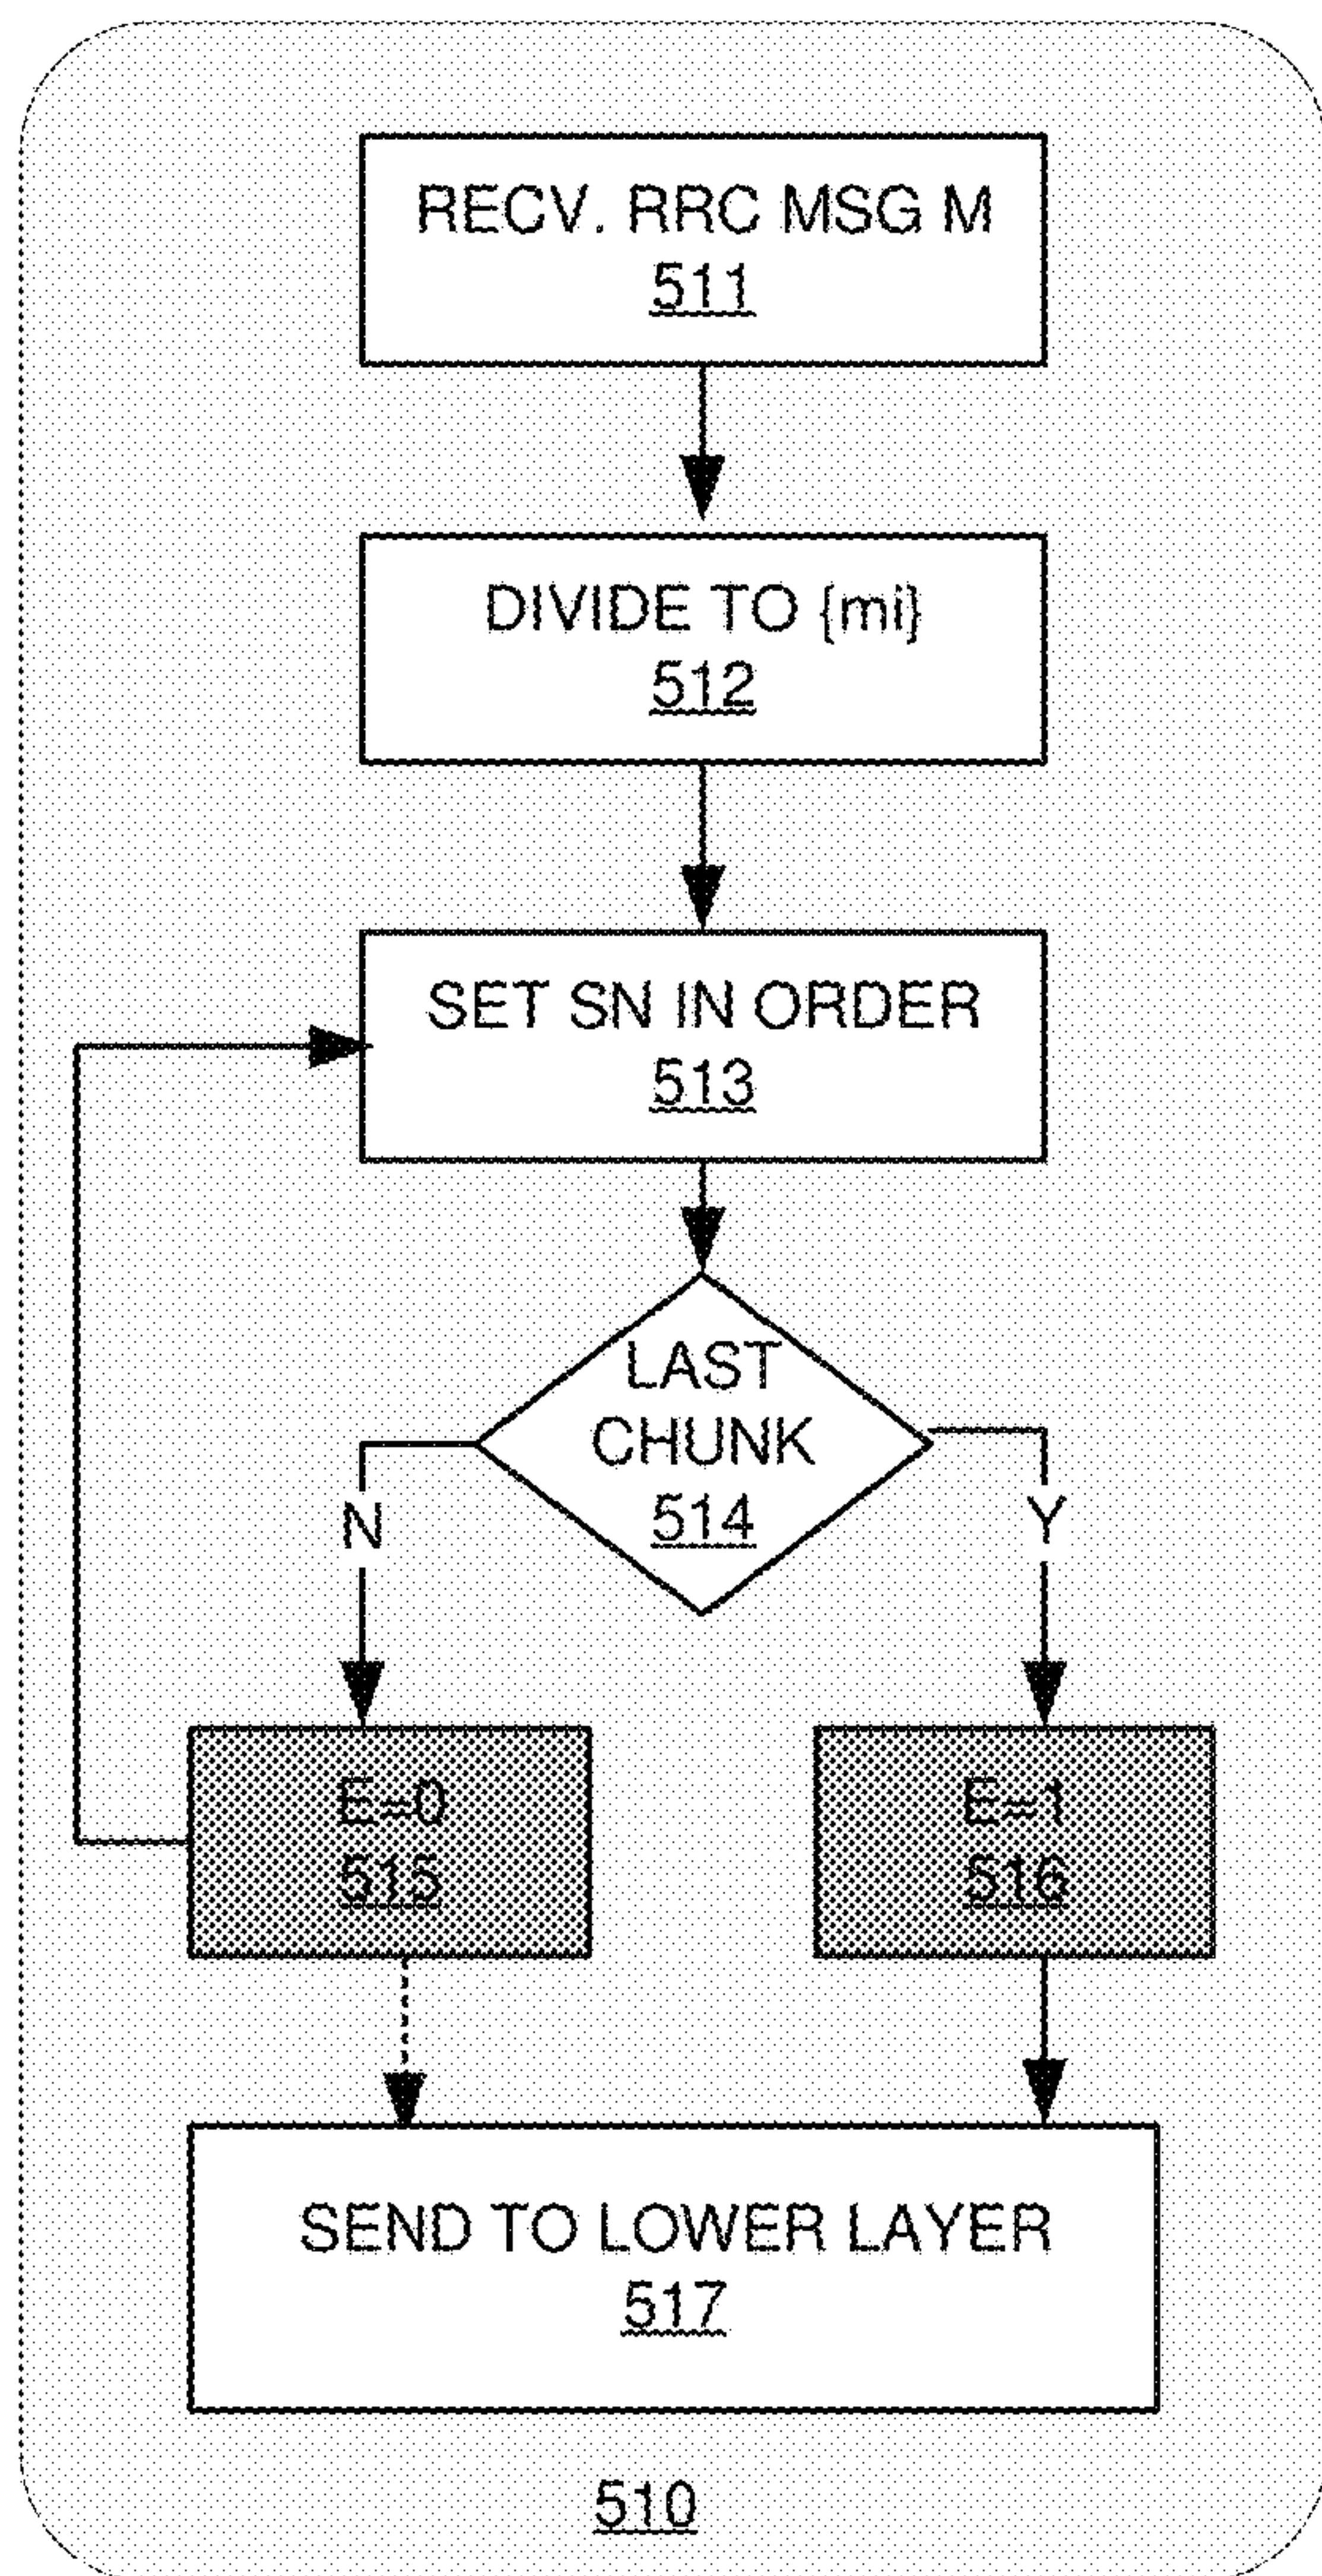 RECV. RRC MSG M
511
DIVIDE TO {mi}
512
SET SN IN ORDER
513
LAST
CHUNK
514
N
Y
E=0
515
E=1
516
SEND TO LOWER LAYER
517
510